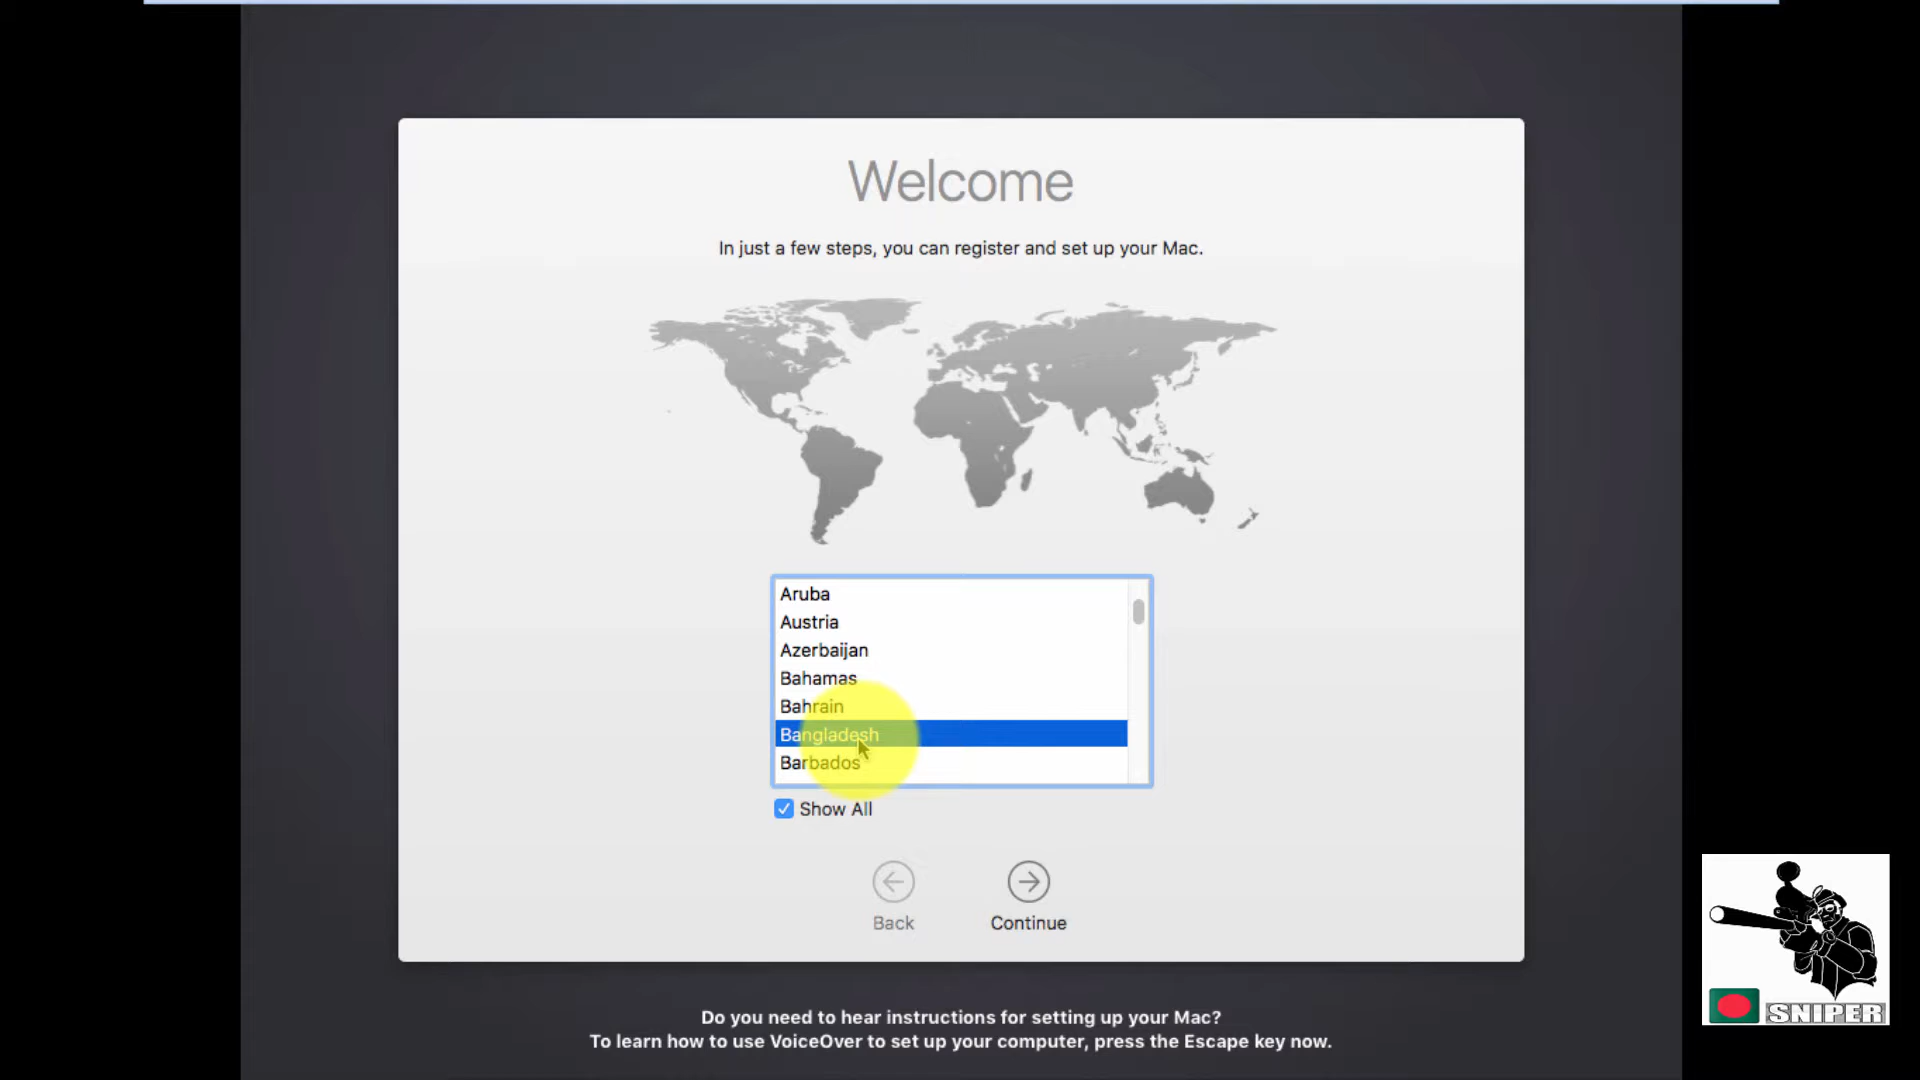 Welcome
In just a few steps, you can register and set up your Mac.
Aruba
Austria
Azerbaijan
Bahamas
Bahrain
Bangladesh
Barbados
Show All
Back
Continue
Do you need to hear instructions for setting up your Mac?
To learn how to use VoiceOver to set up your computer, press the Escape key now.
SNIPER